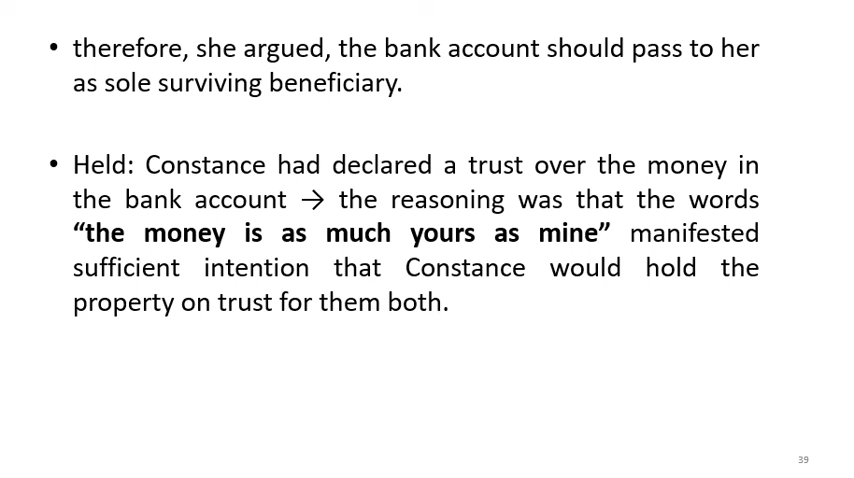 • therefore, she argued, the bank account should pass to her
as sole surviving beneficiary.
• Held: Constance had declared a trust over the money in
the bank account → the reasoning was that the words
“the money is as much yours as mine” manifested
sufficient intention that Constance would hold the
property on trust for them both.
39